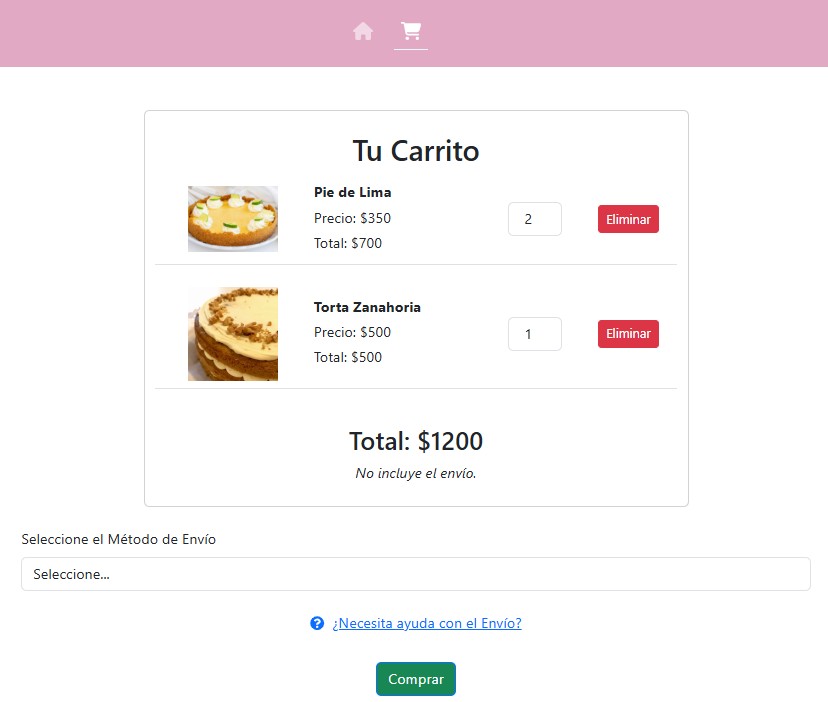 Tu Carrito
Pie de Lima
Precio: $350
Total: $700
2
Eliminar
Torta Zanahoria
Precio: $500
Total: $500
1
Eliminar
Total: $1200
No incluye el envío.
Seleccione el Método de Envío
Seleccione...
¿Necesita ayuda con el Envío?
Comprar